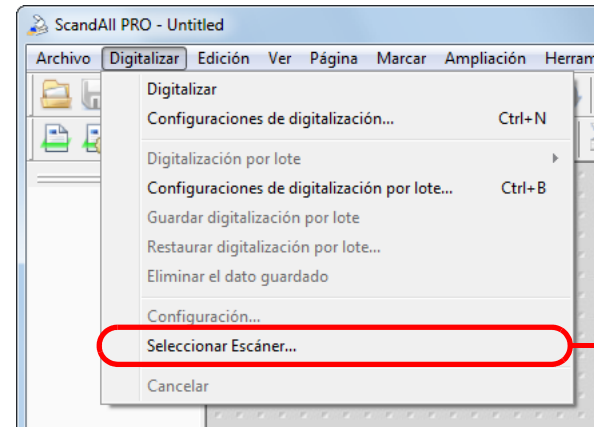 ScandAll PRO - Untitled
Archivo Digitalizar Edición Ver Página Marcar Ampliación
Digitalizar
Configuraciones de digitalización... Ctrl+N
Digitalización por lote
Configuraciones de digitalización por lote... Ctrl+B
Guardar digitalización por lote
Restaurar digitalización por lote...
Eliminar el dato guardado
Configuración...
Seleccionar Escáner...
Cancelar